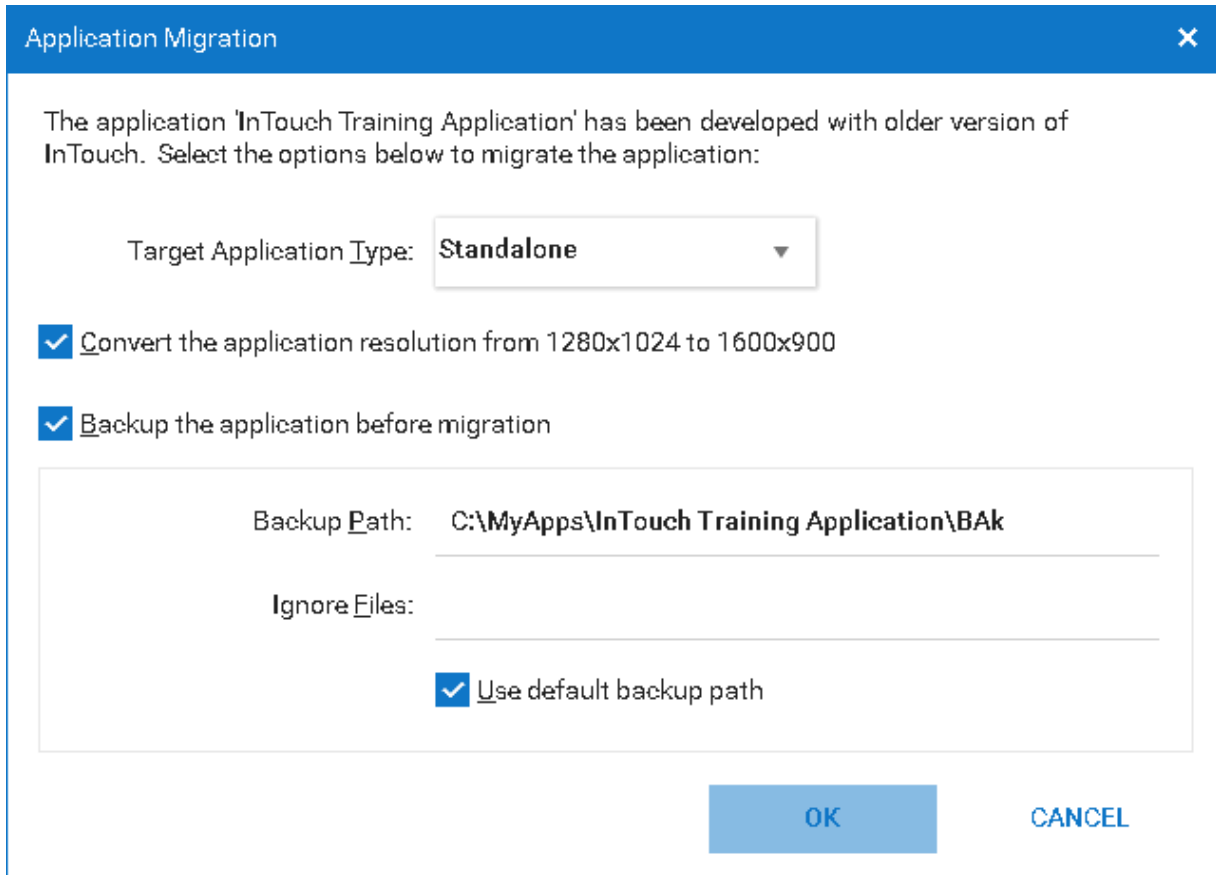 Application Migration
The application 'InTouch Training Application' has been developed with older version of
InTouch.  Select the options below to migrate the application:
Target Application Type: Standalone
Convert the application resolution from 1280x1024 to 1600x900
Backup the application before migration
Backup Path: C:\MyApps\InTouch Training Application\BAk
Ignore Files:
Use default backup path
OK CANCEL